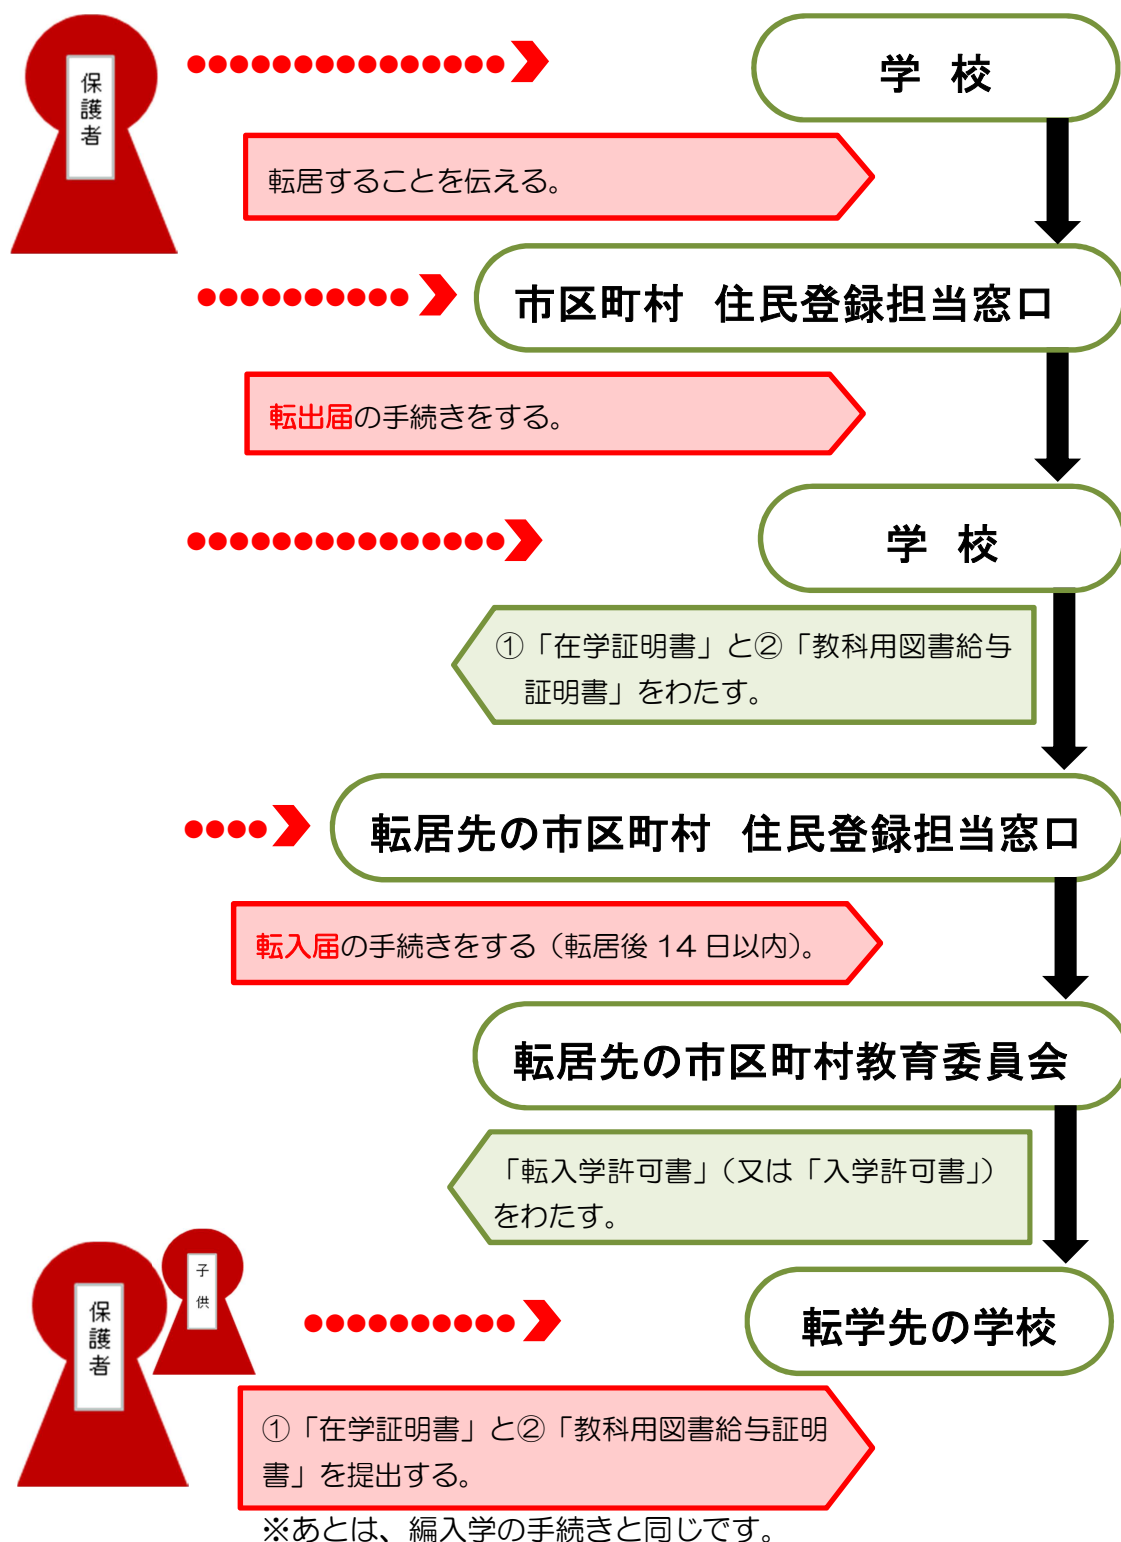 保護者
学 校
転居することを伝える。
市区町村 住民登録担当窓口
転出届の手続きをする。
学 校
①「在学証明書」と②「教科用図書給与
証明書」をわたす。
転居先の市区町村 住民登録担当窓口
転入届の手続きをする（転居後 14 日以内）。
転居先の市区町村教育委員会
「転入学許可書」（又は「入学許可書」）
をわたす。
子供
保護者
転学先の学校
①「在学証明書」と②「教科用図書給与証明
書」を提出する。
※あとは、編入学の手続きと同じです。